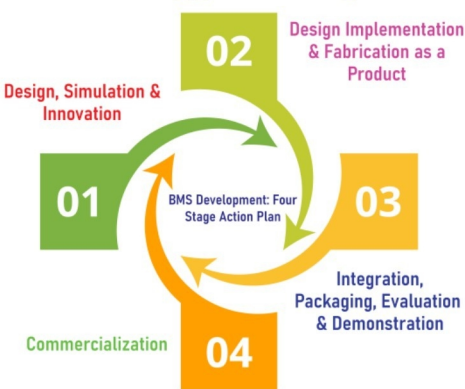 Design, Simulation &
Innovation
01
02
Design Implementation
& Fabrication as a
Product
BMS Development: Four
Stage Action Plan
03
Integration,
Packaging, Evaluation
& Demonstration
Commercialization
04